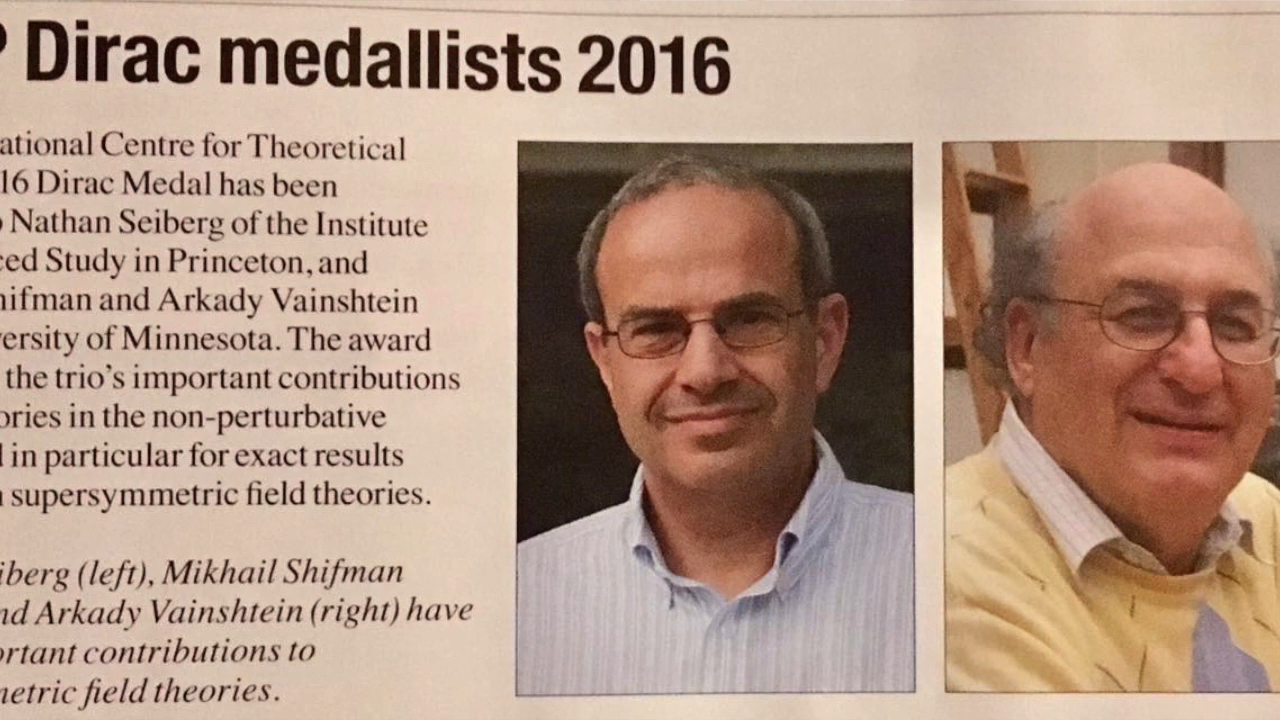 P Dirac medallists 2016
ational Centre for Theoretical
16 Dirac Medal has been
o Nathan Seiberg of the Institute
ced Study in Princeton, and
hifman and Arkady Vainshtein
versity of Minnesota. The award
the trio's important contributions
ories in the non-perturbative
d in particular for exact results
n supersymmetric field theories.
iberg (left), Mikhail Shifman
nd Arkady Vainshtein (right) have
ortant contributions to
metric field theories.